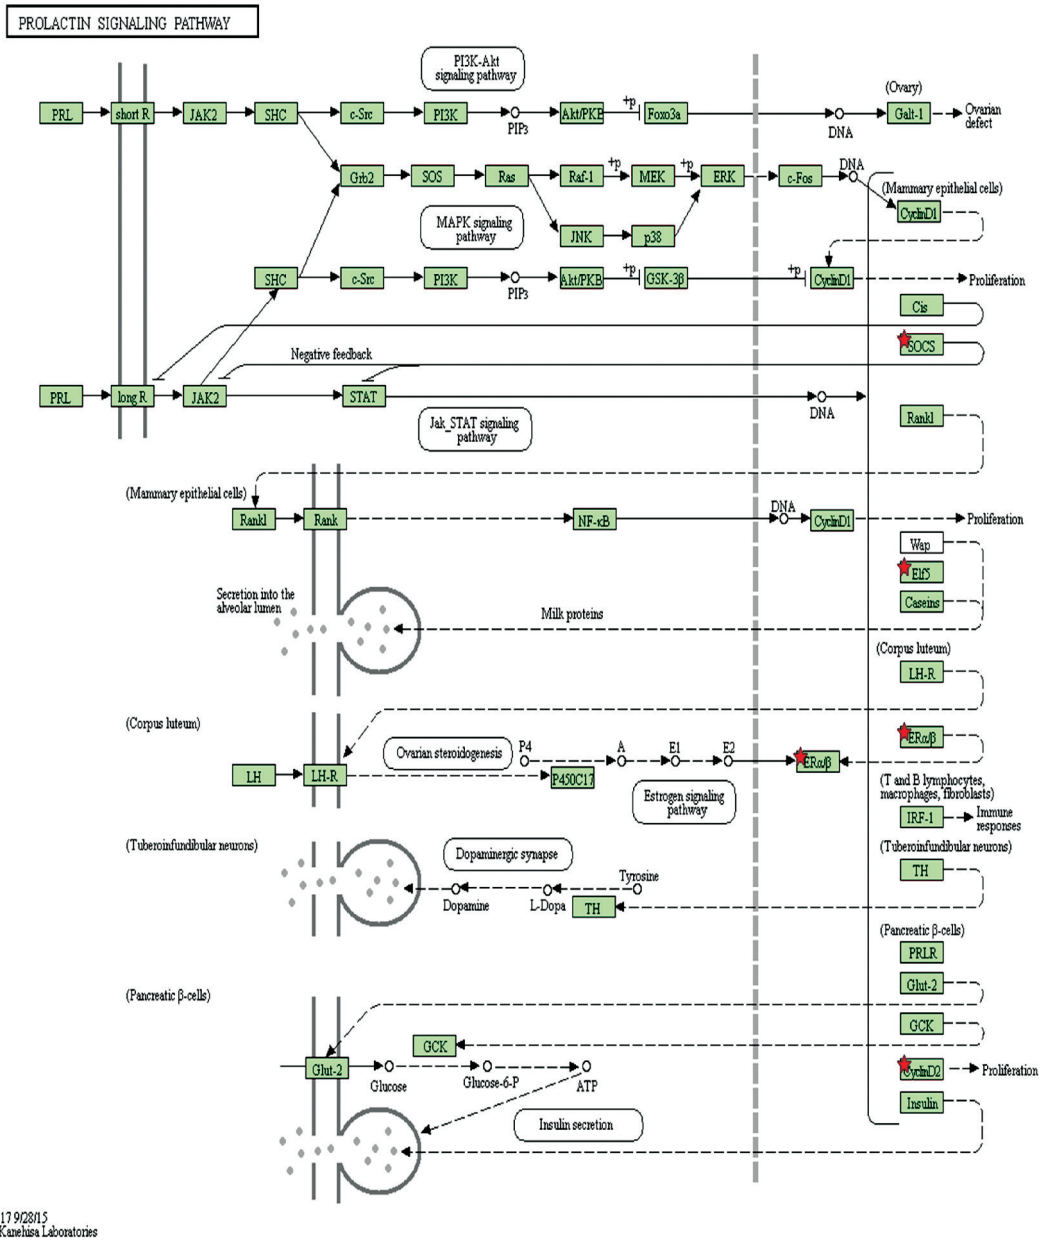 PROLACTIN SIGNALING PATHWAY
PI3K-Akt
signaling pathway
(Ovary)
PRL
short R
JAK2
SHC
c-Src
PI3K
PIP3
Akt/PKB
+p
Foxo3a
DNA
Galt-1
Ovarian
defect
Grb2
SOS
Ras
Raf-1
+p
MEK
+p
ERK
c-Fos
DNA
(Mammary epithelial cells)
CyclinD1
MAPK signaling
pathway
JNK
p38
SHC
c-Src
PI3K
PIP3
Akt/PKB
+p
GSK-3β
+p
CyclinD1
Proliferation
Cis
SOCS
Negative feedback
PRL
long R
JAK2
STAT
DNA
Jak_STAT signaling
pathway
Rankl
(Mammary epithelial cells)
Rankl
Rank
NF-κB
DNA
CyclinD1
Proliferation
Wap
Elf5
Caseins
Secretion into the
alveolar lumen
Milk proteins
(Corpus luteum)
LH-R
(Corpus luteum)
LH
LH-R
Ovarian steroidogenesis
P4
A
E1
E2
P450C17
ERα/β
ERα/β
Estrogen signaling
pathway
(T and B lymphocytes,
macrophages, fibroblasts)
IRF-1
Immune
responses
(Tuberoinfundibular neurons)
(Tuberoinfundibular neurons)
TH
Dopaminergic synapse
Dopamine
L-Dopa
Tyrosine
TH
(Pancreatic β-cells)
PRLR
Glut-2
GCK
CyclinD2
Proliferation
Insulin
(Pancreatic β-cells)
Glut-2
GCK
Glucose
Glucose-6-P
ATP
Insulin secretion
17 9/28/15
Kanehisa Laboratories